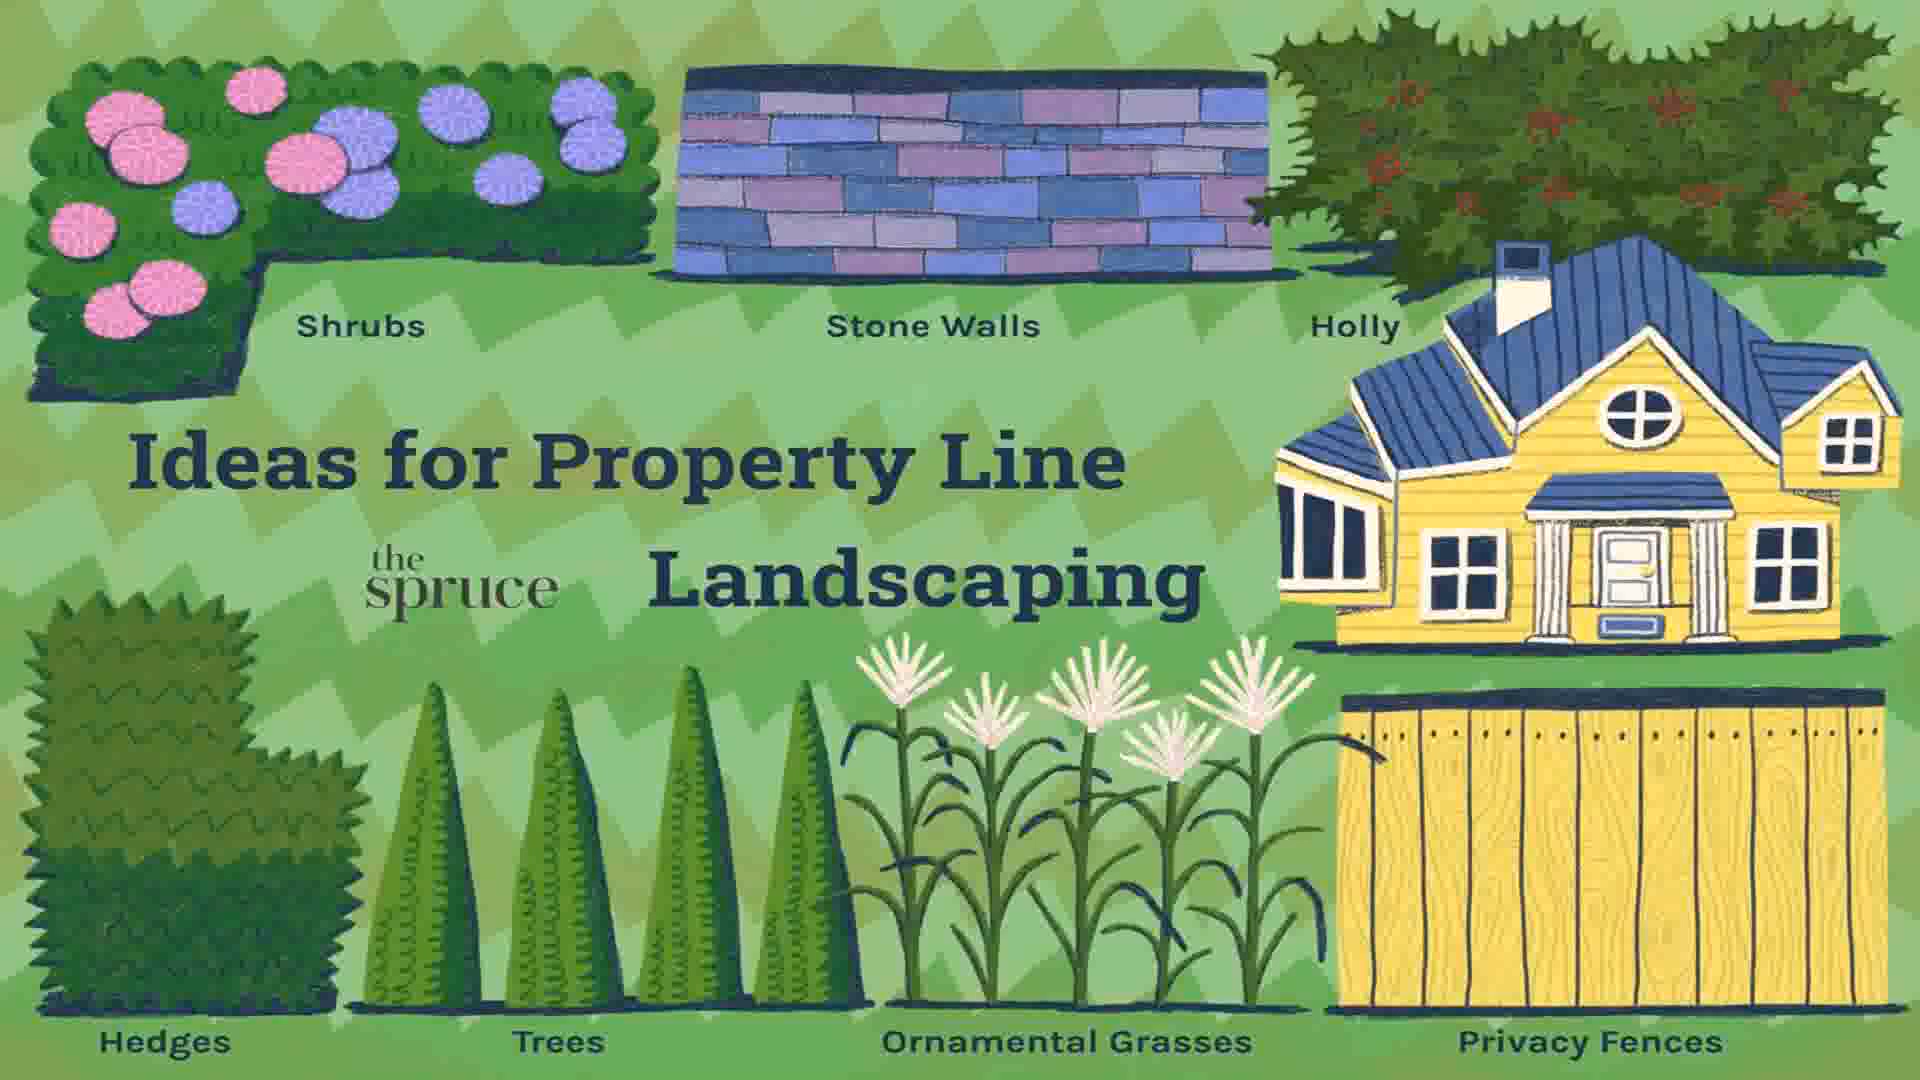 Shrubs
Stone Walls
Holly
Ideas for Property Line
Landscaping
the
spruce
Hedges
Trees
Ornamental Grasses
Privacy Fences